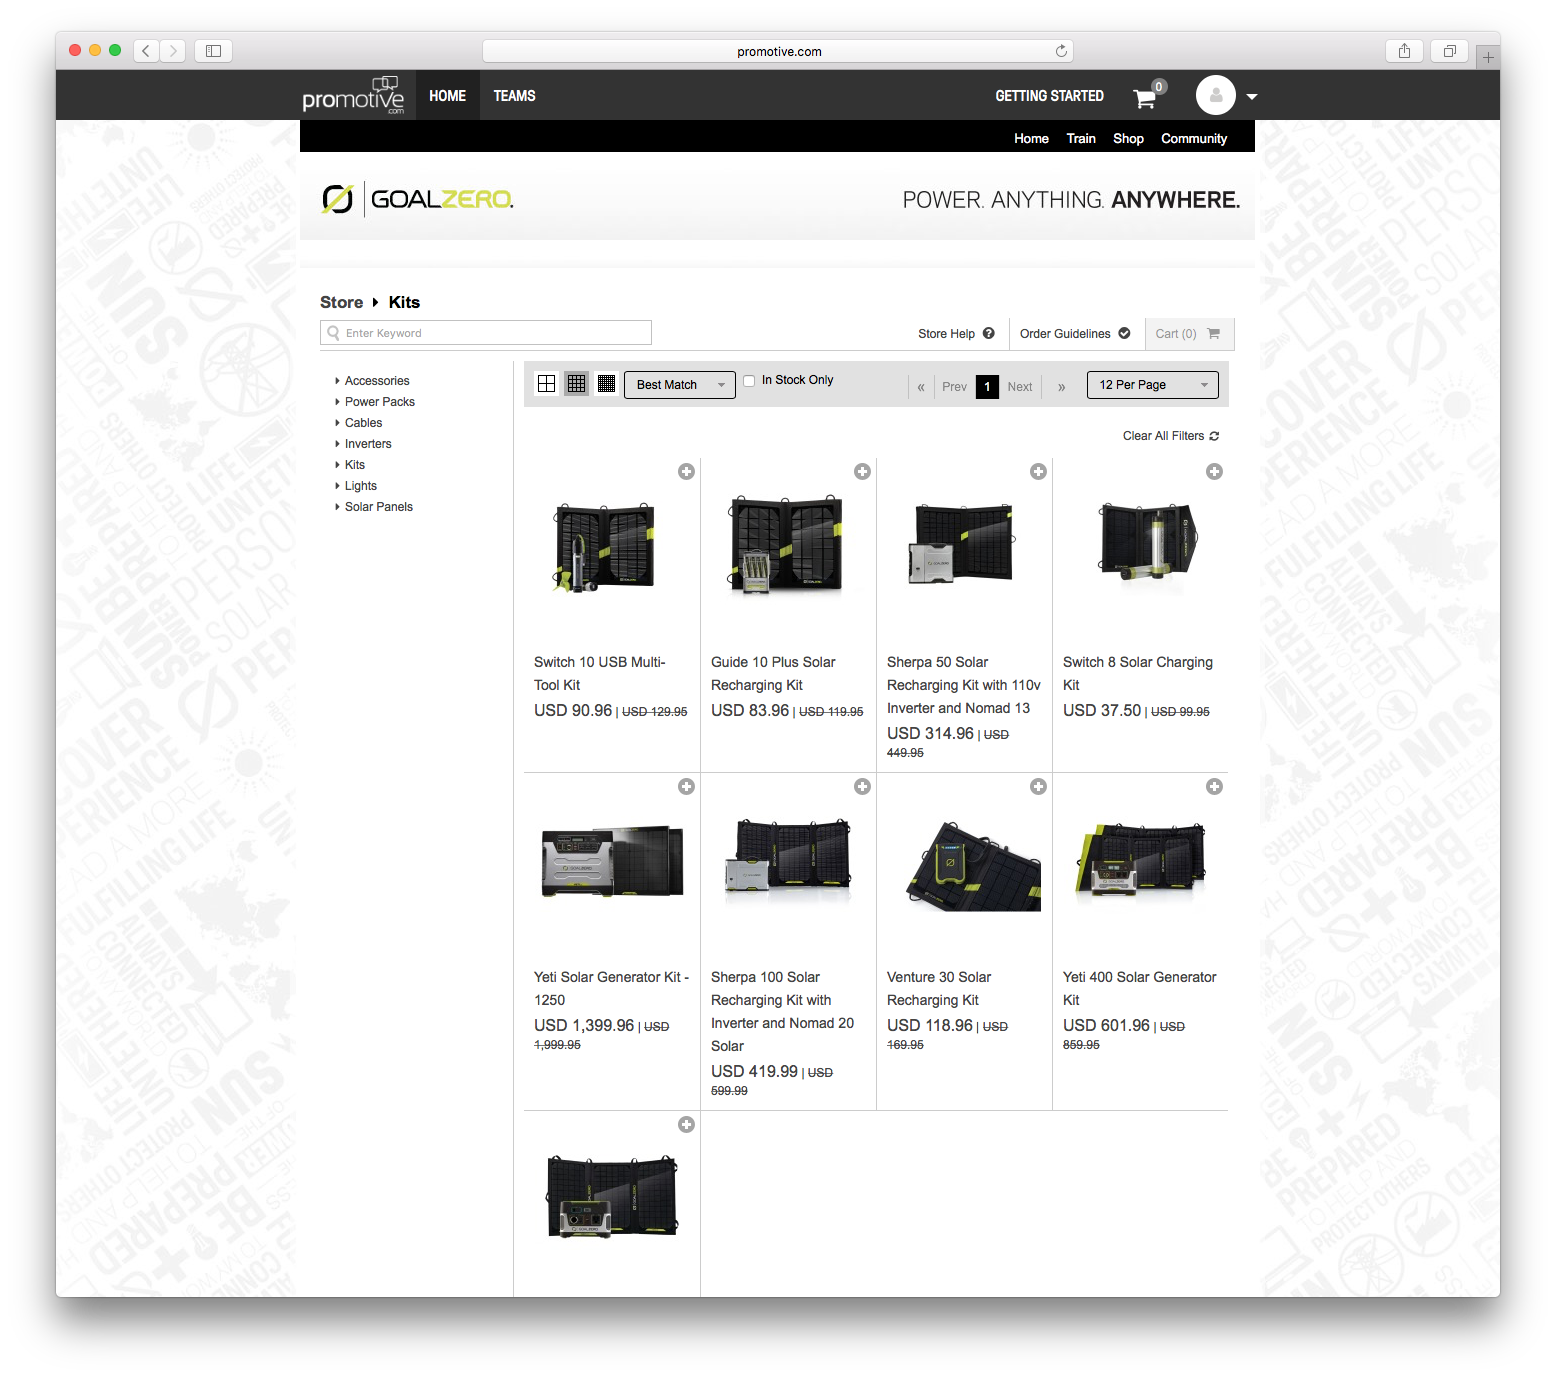 promotive.com
promotive
.com
HOME
TEAMS
GETTING STARTED
0
Home
Train
Shop
Community
GOALZERO.
POWER. ANYTHING. ANYWHERE.
Store
Kits
Enter Keyword
Store Help
Order Guidelines
Cart (0)
Accessories
Power Packs
Cables
Inverters
Kits
Lights
Solar Panels
Best Match
In Stock Only
«
Prev
1
Next
»
12 Per Page
Clear All Filters
Switch 10 USB Multi-
Tool Kit
USD 90.96 | USD 129.95
Guide 10 Plus Solar
Recharging Kit
USD 83.96 | USD 119.95
Sherpa 50 Solar
Recharging Kit with 110v
Inverter and Nomad 13
USD 314.96 | USD
449.95
Switch 8 Solar Charging
Kit
USD 37.50 | USD 99.95
Yeti Solar Generator Kit -
1250
USD 1,399.96 | USD
1,999.95
Sherpa 100 Solar
Recharging Kit with
Inverter and Nomad 20
Solar
USD 419.99 | USD
599.99
Venture 30 Solar
Recharging Kit
USD 118.96 | USD
169.95
Yeti 400 Solar Generator
Kit
USD 601.96 | USD
859.95